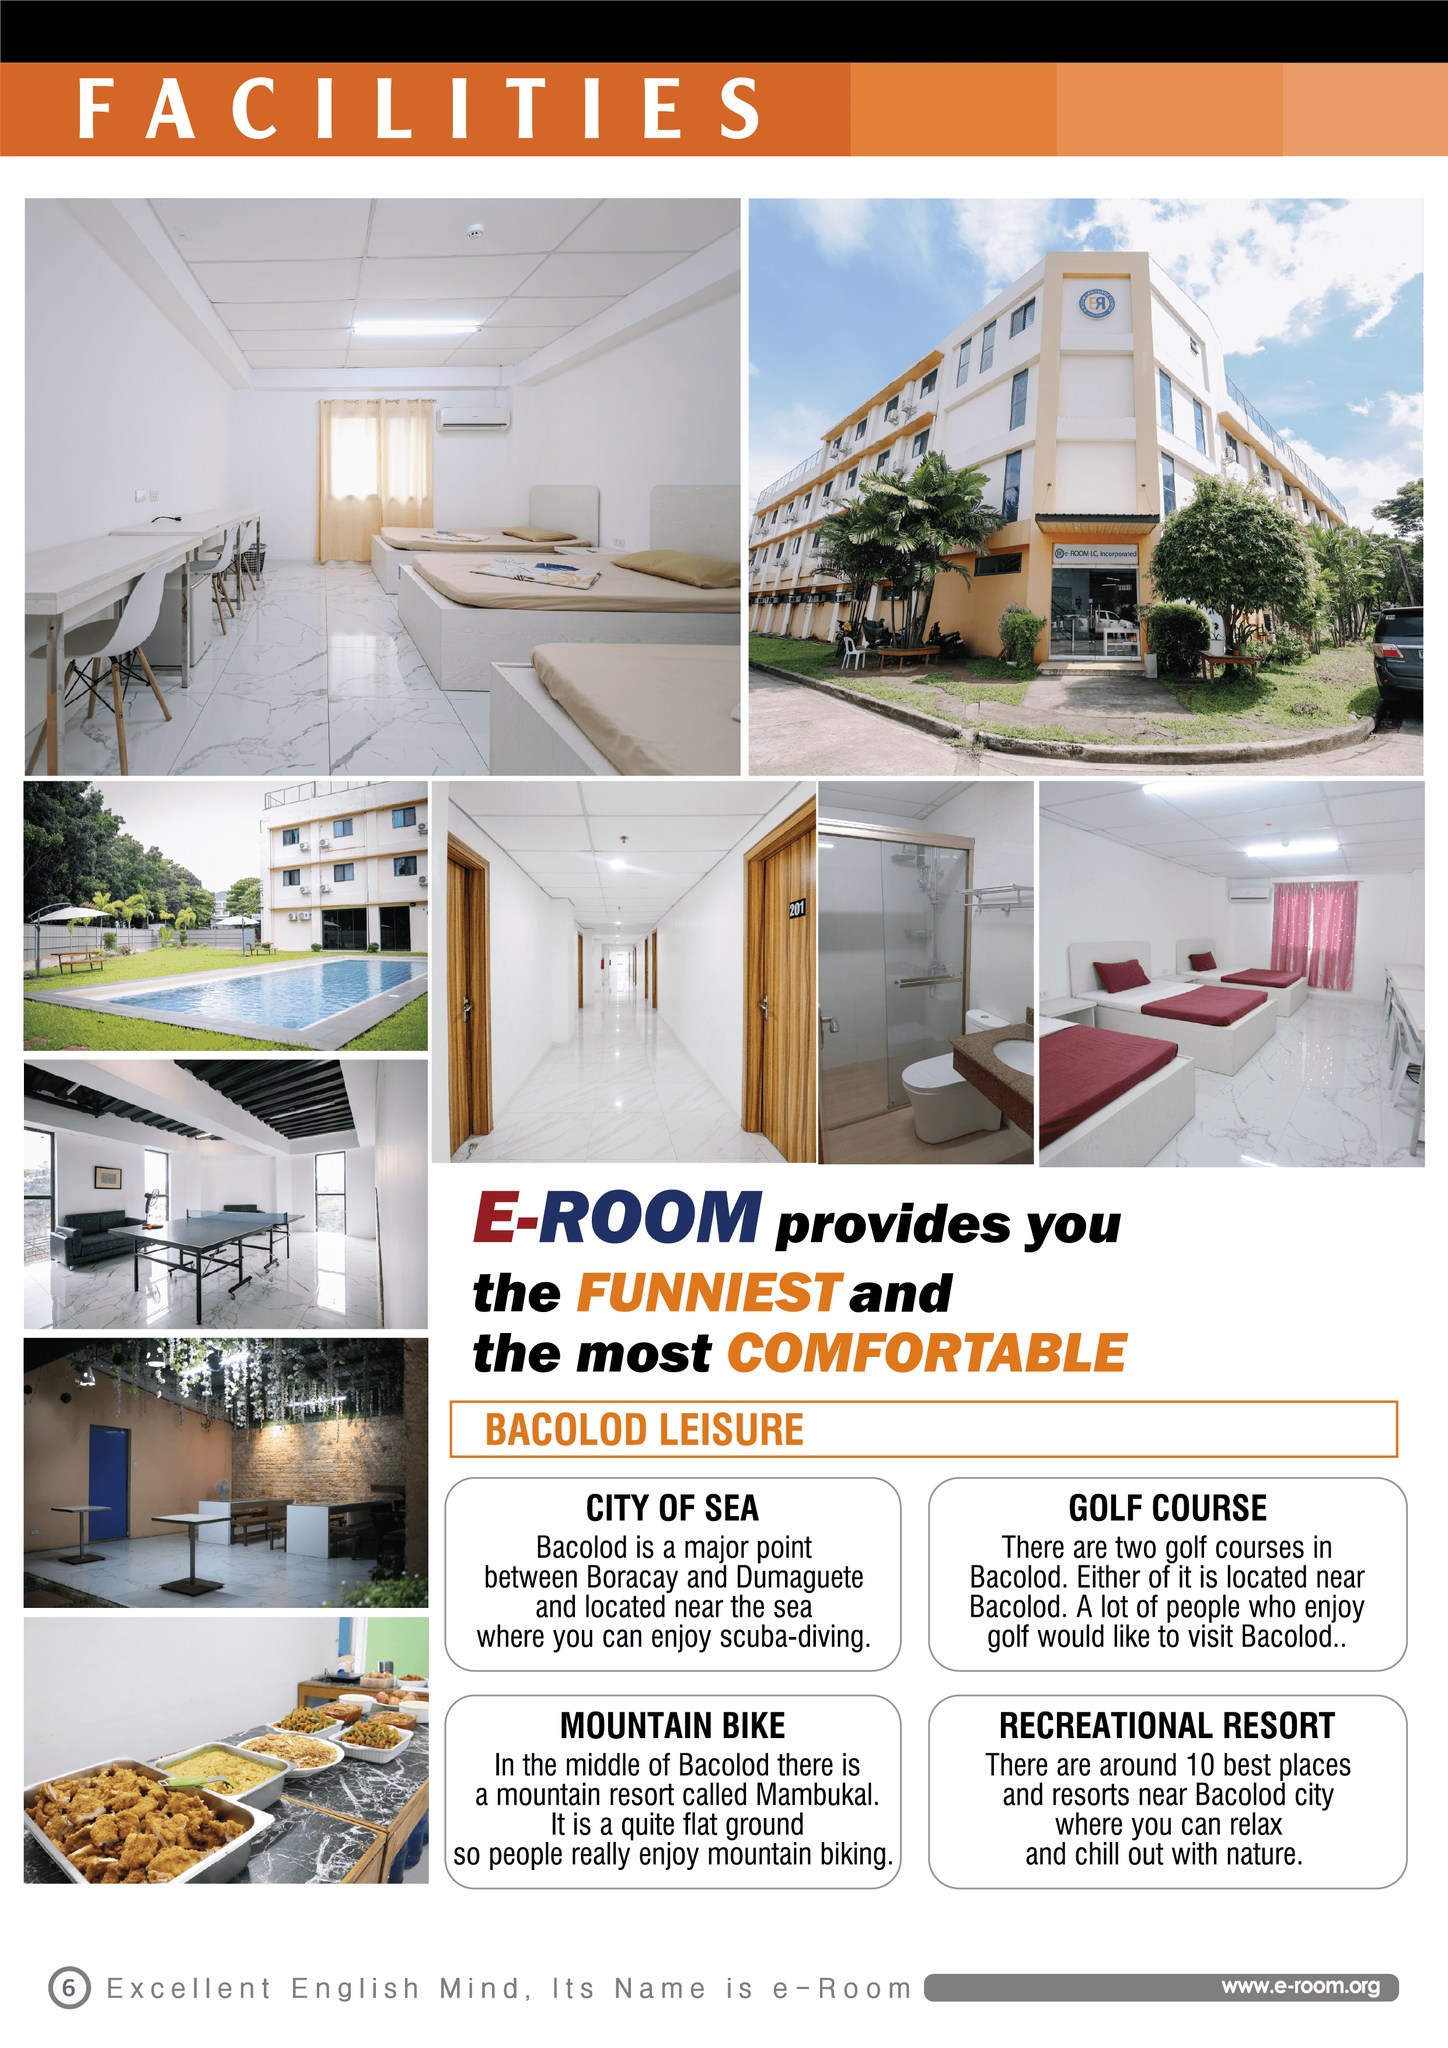 FACILITIES
e-ROOM LC, Incorporated
201
E-ROOM provides you
the FUNNIEST and
the most COMFORTABLE
BACOLOD LEISURE
CITY OF SEA
Bacolod is a major point
between Boracay and Dumaguete
and located near the sea
where you can enjoy scuba-diving.
GOLF COURSE
There are two golf courses in
Bacolod. Either of it is located near
Bacolod. A lot of people who enjoy
golf would like to visit Bacolod..
MOUNTAIN BIKE
In the middle of Bacolod there is
a mountain resort called Mambukal.
It is a quite flat ground
so people really enjoy mountain biking.
RECREATIONAL RESORT
There are around 10 best places
and resorts near Bacolod city
where you can relax
and chill out with nature.
6 Excellent English Mind, Its Name is e-Room
www.e-room.org